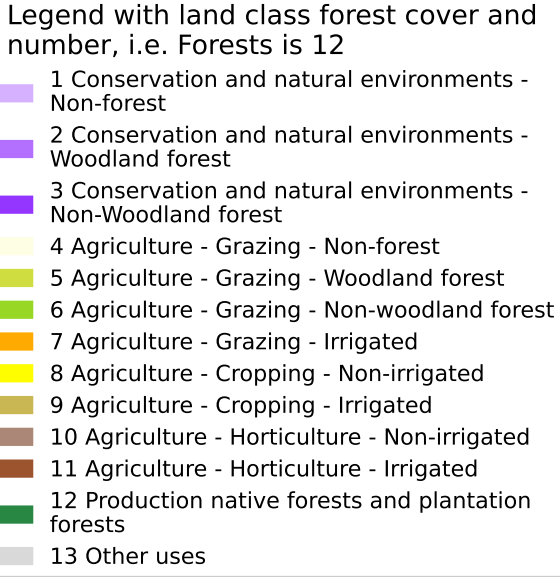 Legend with land class forest cover and
number, i.e. Forests is 12
1 Conservation and natural environments -
Non-forest
2 Conservation and natural environments -
Woodland forest
3 Conservation and natural environments -
Non-Woodland forest
4 Agriculture - Grazing - Non-forest
5 Agriculture - Grazing - Woodland forest
6 Agriculture - Grazing - Non-woodland forest
7 Agriculture - Grazing - Irrigated
8 Agriculture - Cropping - Non-irrigated
9 Agriculture - Cropping - Irrigated
10 Agriculture - Horticulture - Non-irrigated
11 Agriculture - Horticulture - Irrigated
12 Production native forests and plantation
forests
13 Other uses